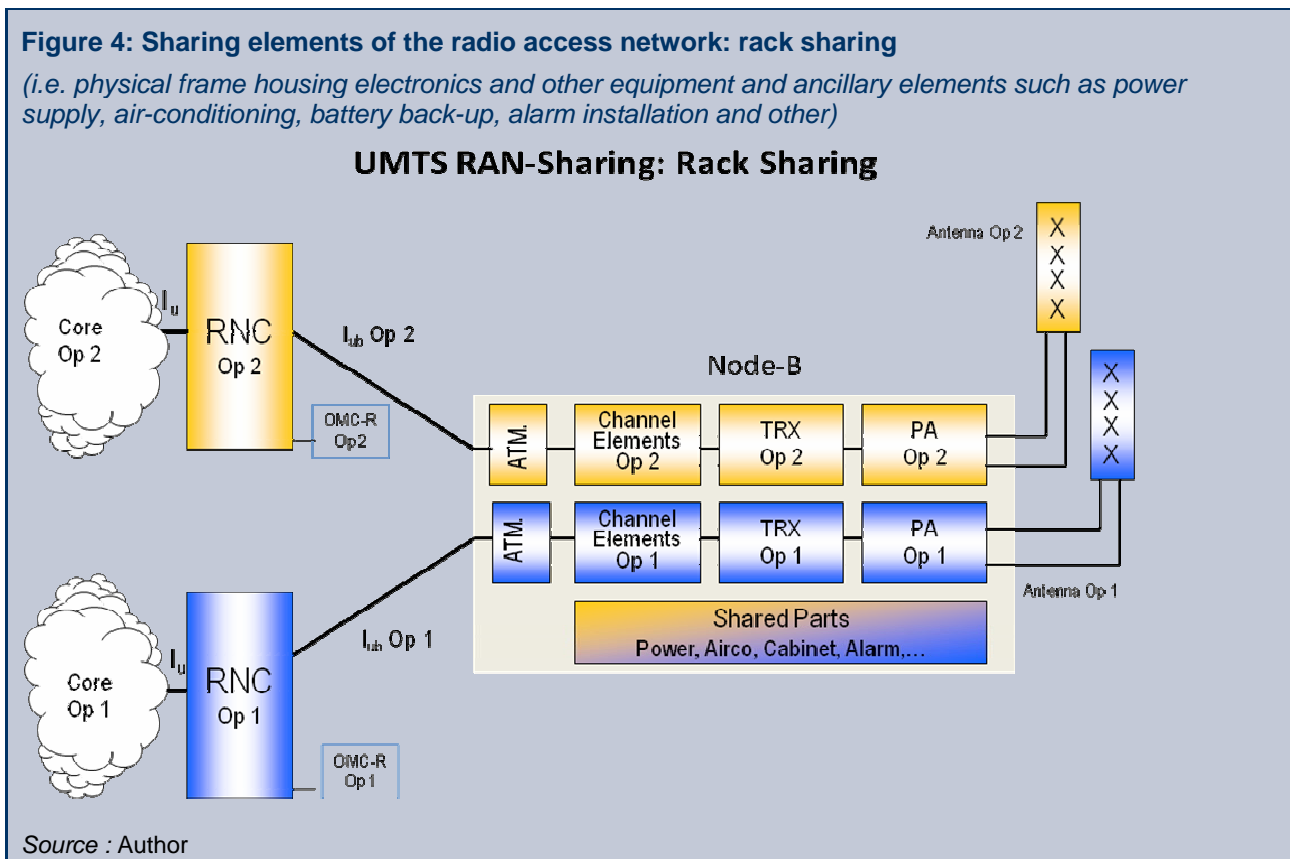 Figure 4: Sharing elements of the radio access network: rack sharing
(i.e. physical frame housing electronics and other equipment and ancillary elements such as power
supply, air-conditioning, battery back-up, alarm installation and other)
UMTS RAN-Sharing: Rack Sharing
Antenna Op 2
X
X
X
X
Core
Op 2
Iu
RNC
Op 2
Iub Op 2
OMC-R
Op2
Node-B
ATM.
Channel
Elements
Op 2
TRX
Op 2
PA
Op 2
X
X
X
X
ATM.
Channel
Elements
Op 1
TRX
Op 1
PA
Op 1
Antenna Op 1
Shared Parts
Power, Airco, Cabinet, Alarm,...
Core
Op 1
Iu
RNC
Op 1
Iub Op 1
OMC-R
Op1
Source : Author